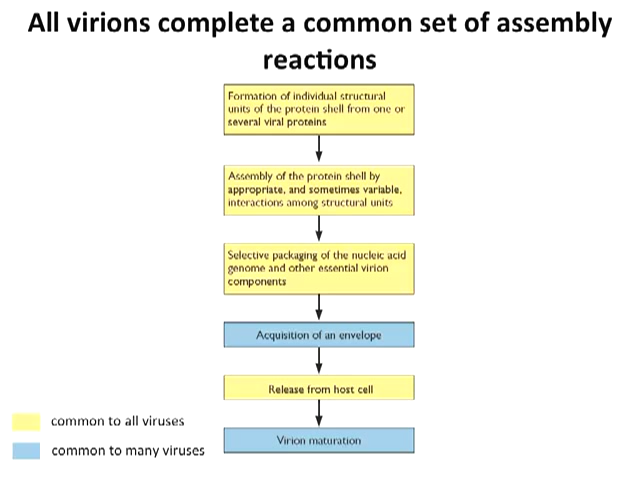 All virions complete a common set of assembly
reactions
Formation of individual structural
units of the protein shell from one or
several viral proteins
Assembly of the protein shell by
appropriate, and sometimes variable,
interactions among structural units
Selective packaging of the nucleic acid
genome and other essential virion
components
Acquisition of an envelope
Release from host cell
Virion maturation
common to all viruses
common to many viruses